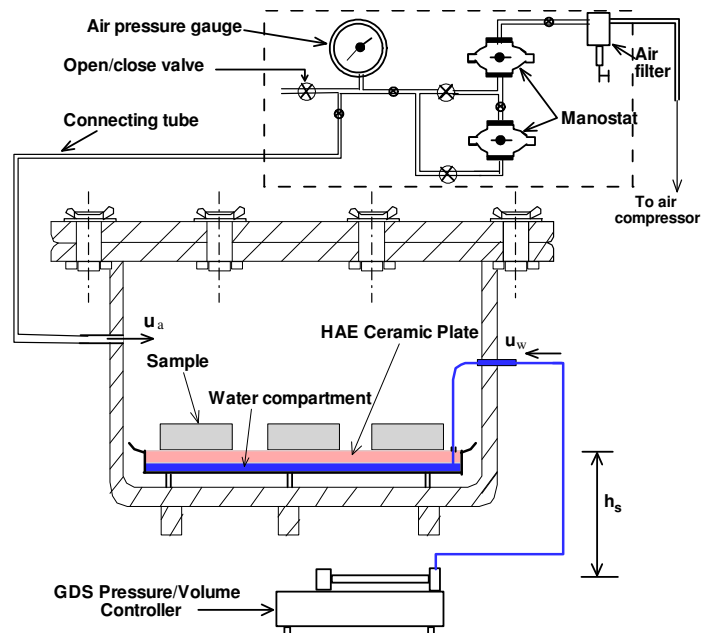 Air pressure gauge
Open/close valve
Connecting tube
Air
filter
Manostat
To air
compressor
u a
HAE Ceramic Plate
u w
Sample
Water compartment
h s
GDS Pressure/Volume
Controller